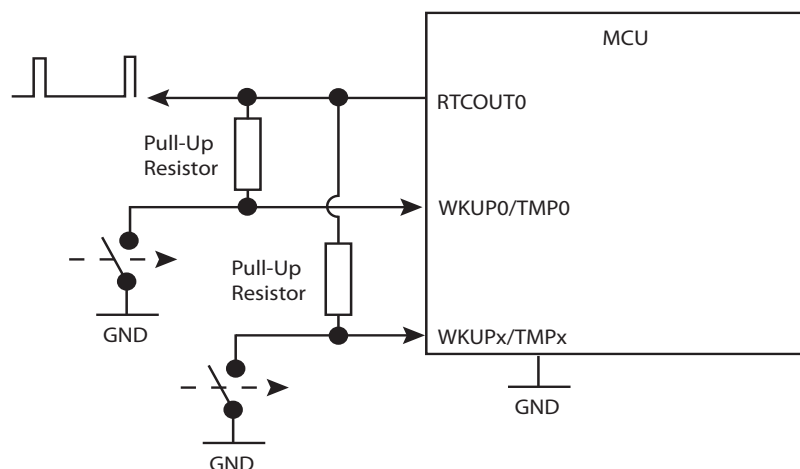 MCU
RTCOUT0
Pull-Up
Resistor
WKUP0/TMP0
Pull-Up
Resistor
GND
WKUPx/TMPx
GND
GND